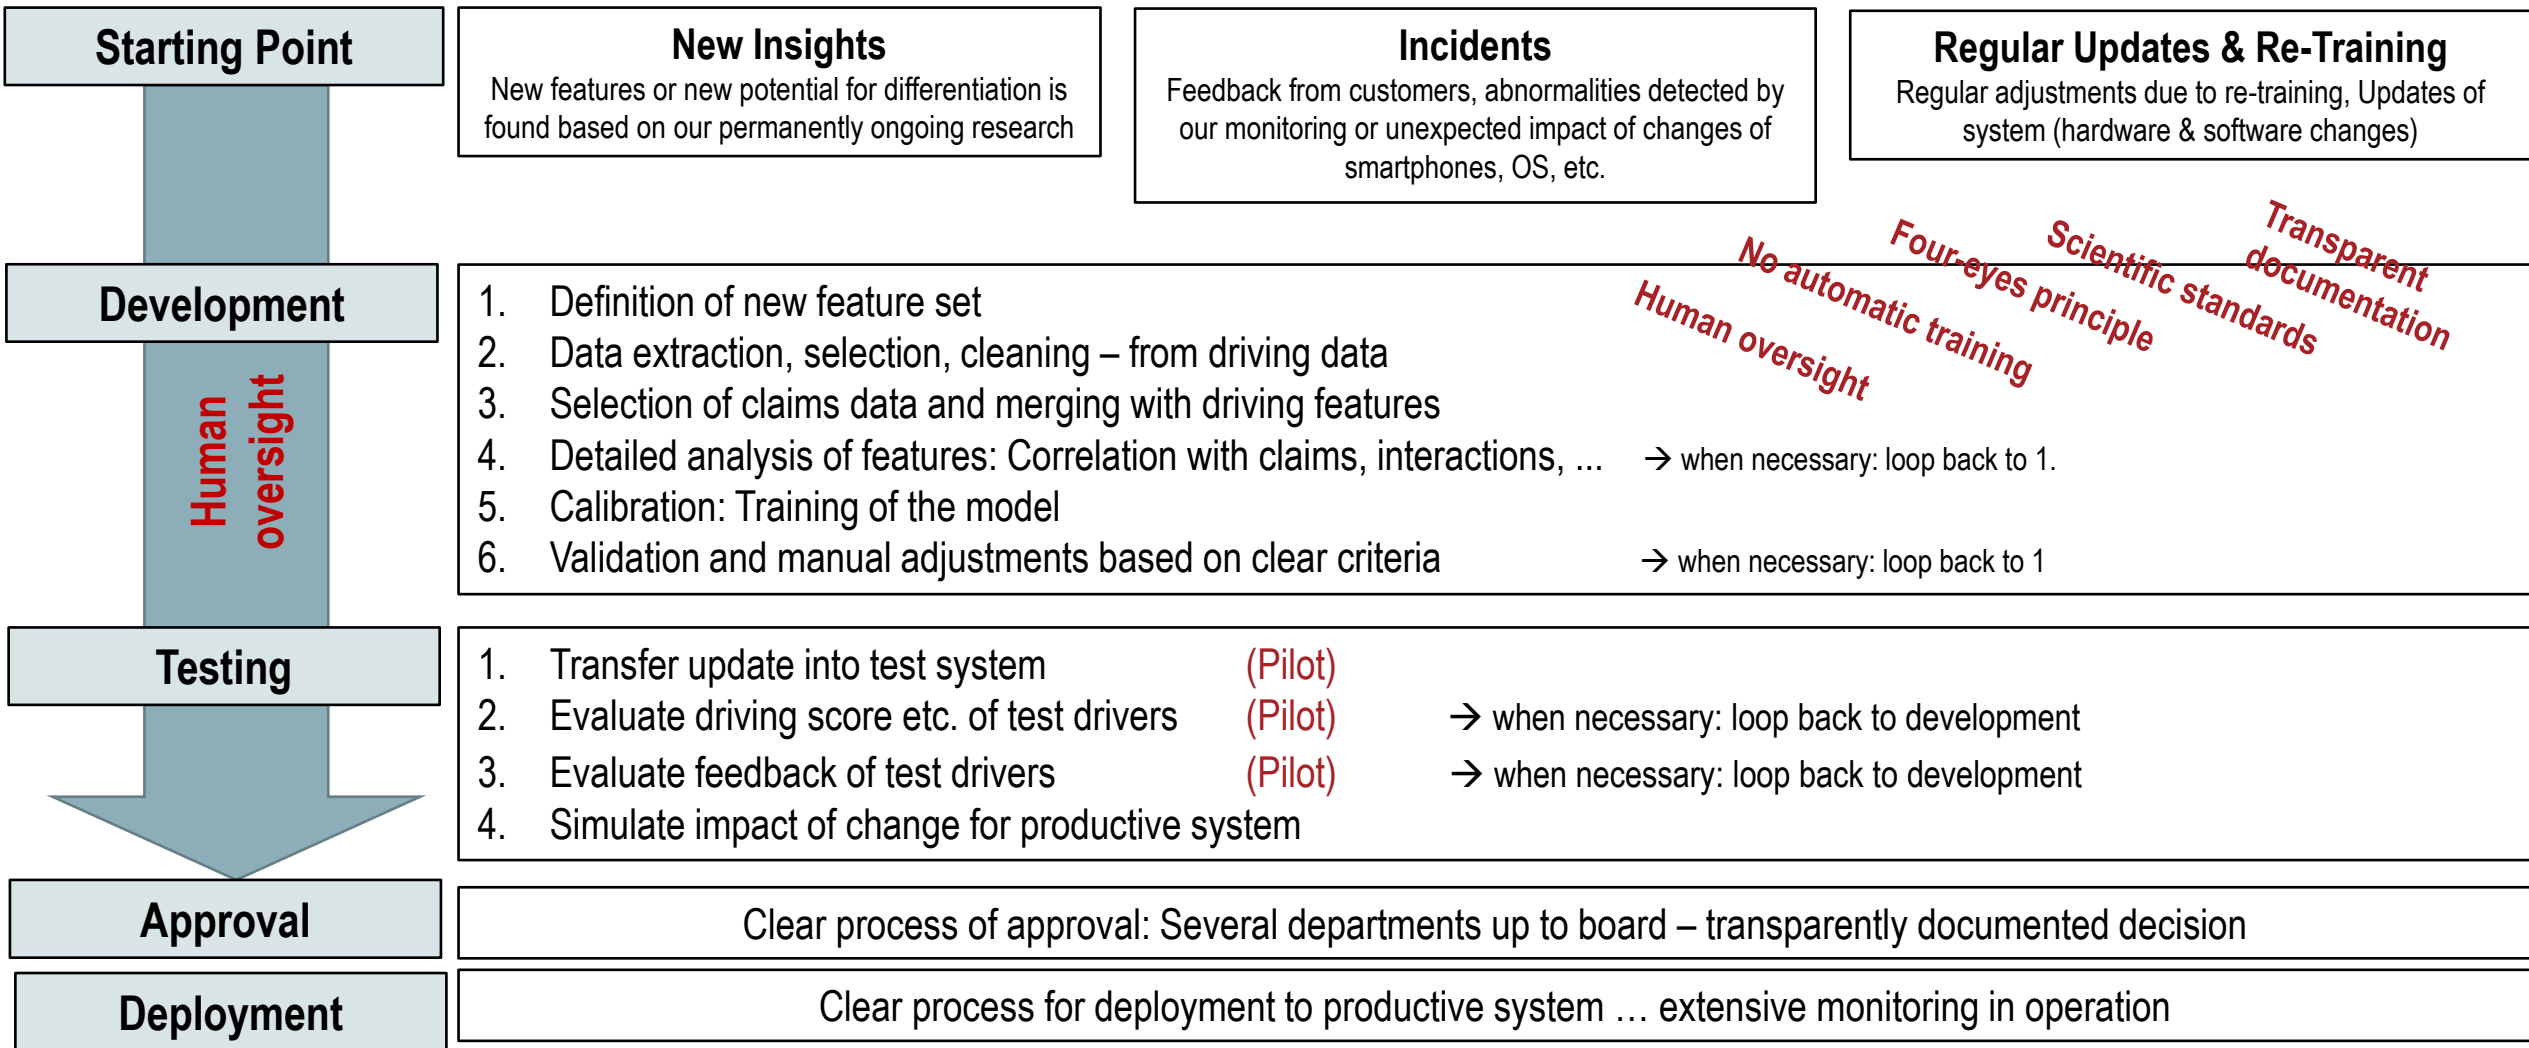 Starting Point
New Insights
New features or new potential for differentiation is
found based on our permanently ongoing research
Incidents
Feedback from customers, abnormalities detected by
our monitoring or unexpected impact of changes of
smartphones, OS, etc.
Regular Updates & Re-Training
Regular adjustments due to re-training, Updates of
system (hardware & software changes)
Human oversight
No automatic training
Four-eyes principle
Scientific standards
Transparent
documentation
Development
Human
oversight
1. Definition of new feature set
2. Data extraction, selection, cleaning – from driving data
3. Selection of claims data and merging with driving features
4. Detailed analysis of features: Correlation with claims, interactions, ... → when necessary: loop back to 1.
5. Calibration: Training of the model
6. Validation and manual adjustments based on clear criteria → when necessary: loop back to 1
Testing
1. Transfer update into test system (Pilot)
2. Evaluate driving score etc. of test drivers (Pilot) → when necessary: loop back to development
3. Evaluate feedback of test drivers (Pilot) → when necessary: loop back to development
4. Simulate impact of change for productive system
Approval
Clear process of approval: Several departments up to board – transparently documented decision
Deployment
Clear process for deployment to productive system … extensive monitoring in operation